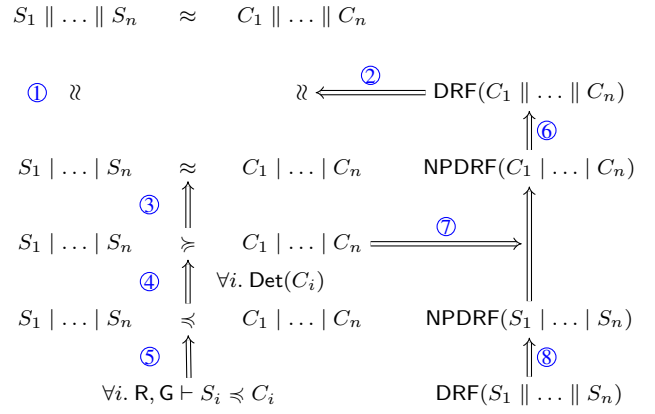 S₁ ∥ … ∥ Sₙ ≈ C₁ ∥ … ∥ Cₙ
① ≈ ≈ ② DRF(C₁ ∥ … ∥ Cₙ)
⑥
S₁ | … | Sₙ ≈ C₁ | … | Cₙ NPDRF(C₁ | … | Cₙ)
③
S₁ | … | Sₙ ≽ C₁ | … | Cₙ ⑦
④ ∀i. Det(Cᵢ)
S₁ | … | Sₙ ≼ C₁ | … | Cₙ NPDRF(S₁ | … | Sₙ)
⑤ ⑧
∀i. R, G ⊢ Sᵢ ≼ Cᵢ DRF(S₁ ∥ … ∥ Sₙ)